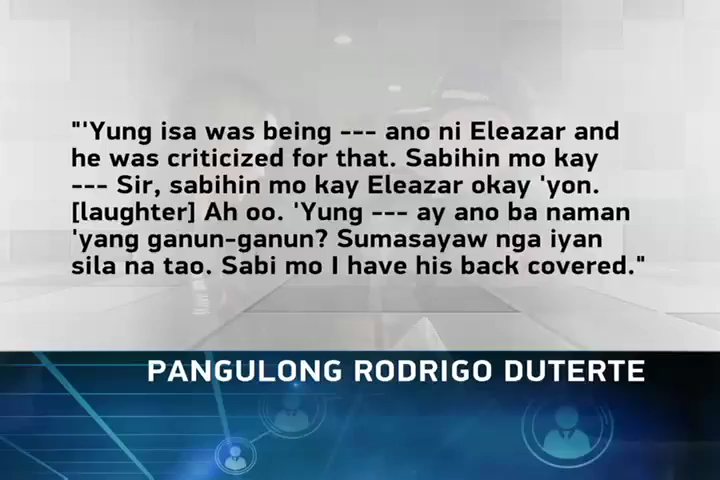 "'Yung isa was being --- ano ni Eleazar and
he was criticized for that. Sabihin mo kay
--- Sir, sabihin mo kay Eleazar okay 'yon.
[laughter] Ah oo. 'Yung --- ay ano ba naman
'yang ganun-ganun? Sumasayaw nga iyan
sila na tao. Sabi mo I have his back covered."
PANGULONG RODRIGO DUTERTE